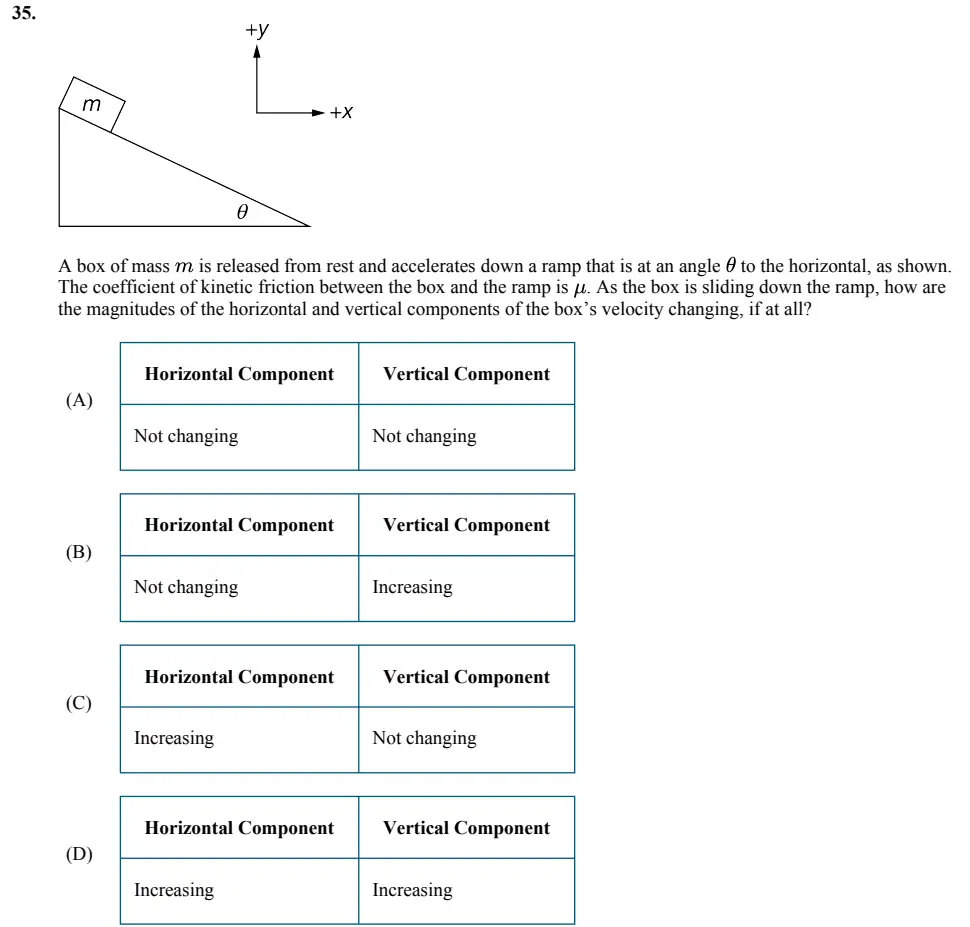 35.
+y
m
+x
θ
A box of mass m is released from rest and accelerates down a ramp that is at an angle θ to the horizontal, as shown.
The coefficient of kinetic friction between the box and the ramp is μ. As the box is sliding down the ramp, how are
the magnitudes of the horizontal and vertical components of the box’s velocity changing, if at all?
(A)
Horizontal Component Vertical Component
Not changing Not changing
(B)
Horizontal Component Vertical Component
Not changing Increasing
(C)
Horizontal Component Vertical Component
Increasing Not changing
(D)
Horizontal Component Vertical Component
Increasing Increasing